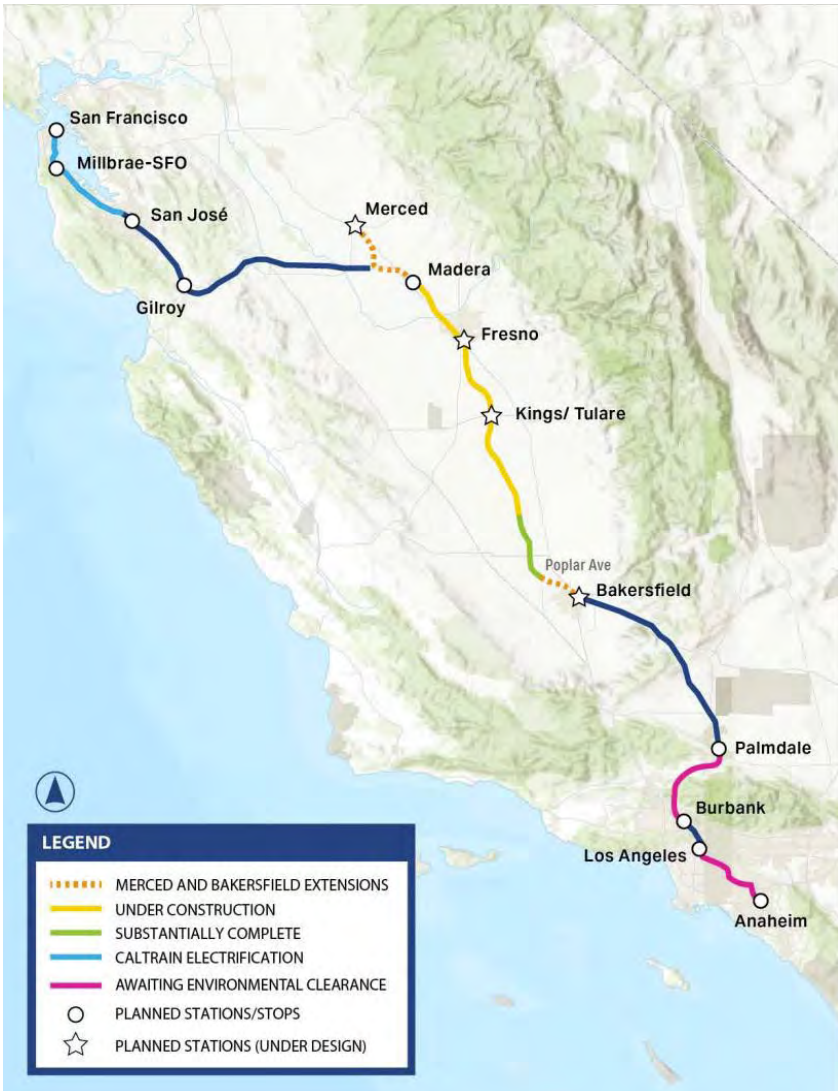 San Francisco
Millbrae-SFO
San José
Merced
Madera
Gilroy
Fresno
Kings/ Tulare
Poplar Ave
Bakersfield
Palmdale
Burbank
Los Angeles
Anaheim
LEGEND
MERCED AND BAKERSFIELD EXTENSIONS
UNDER CONSTRUCTION
SUBSTANTIALLY COMPLETE
CALTRAIN ELECTRIFICATION
AWAITING ENVIRONMENTAL CLEARANCE
PLANNED STATIONS/STOPS
PLANNED STATIONS (UNDER DESIGN)